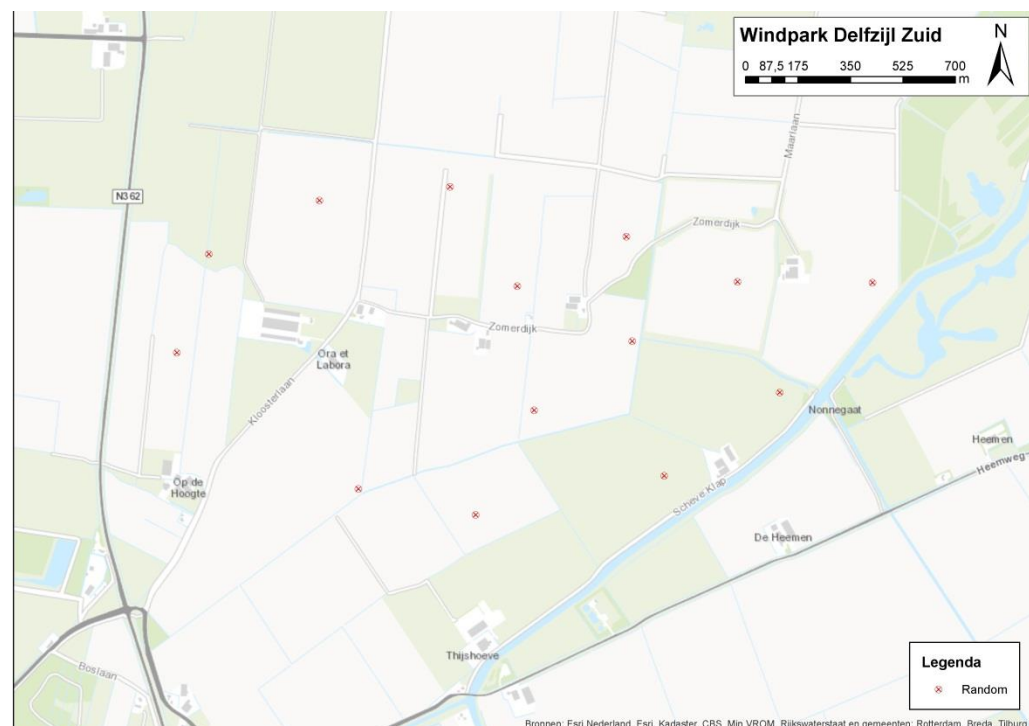 Windpark Delfzijl Zuid
N
0 87,5 175 350 525 700
m
Maarlaan
N362
Zomerdijk
Zomerdijk
Ora et
Labora
Kloosterlaan
Nonnegaat
Heemen
Heemweg
Op de
Hoogte
Scheve Klap
De Heemen
Thijshoeve
Boslaan
Legenda
Random
Bronnen: Esri Nederland, Esri, Kadaster, CBS, Min VROM, Rijkswaterstaat en gemeenten: Rotterdam, Breda, Tilburg